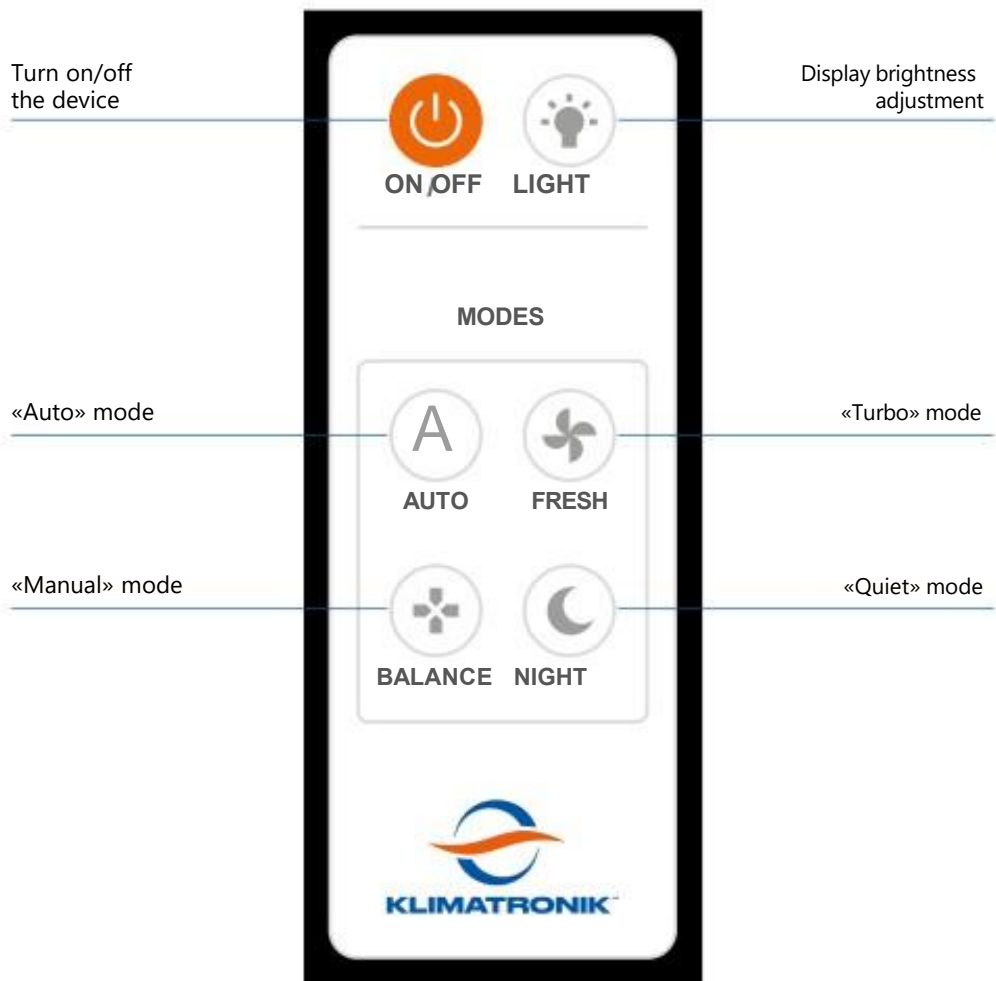 Turn on/off
the device
Display brightness
adjustment
ON/OFF
LIGHT
MODES
«Auto» mode
«Turbo» mode
A
AUTO
FRESH
«Manual» mode
«Quiet» mode
BALANCE
NIGHT
KLIMATRONIK